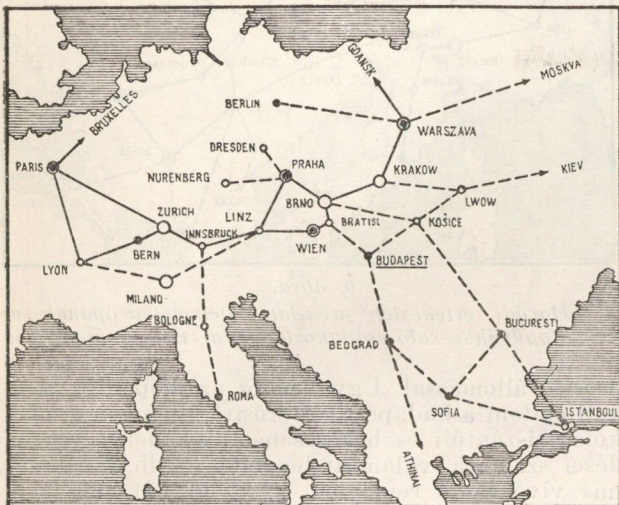 GDANSK
MOSKVA
BERLIN
BRUXELLES
WARSZAVA
DRESDEN
PRAHA
PARIS
KIEV
KRAKOW
NURENBERG
LWOW
BRNO
ZURICH
LINZ
BRATISL
KOŠICE
INNSBRUCK
WIEN
BERN
BUDAPEST
LYON
MILANO
BOLOGNE
BUCURESTI
BEOGRAD
ROMA
SOFIA
ISTANBOUL
ATHINAI